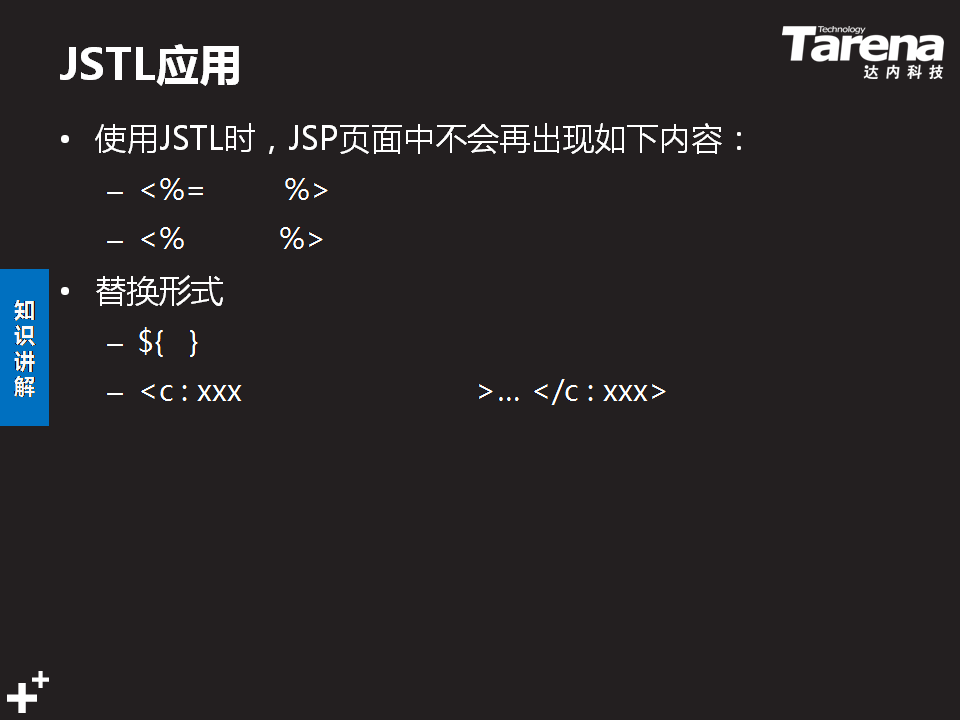 JSTL应用
Technology
Tarena
达内科技
• 使用JSTL时，JSP页面中不会再出现如下内容：
– <%= %>
– <% %>
• 替换形式
– ${ }
– <c:xxx >… </c:xxx>
知识讲解